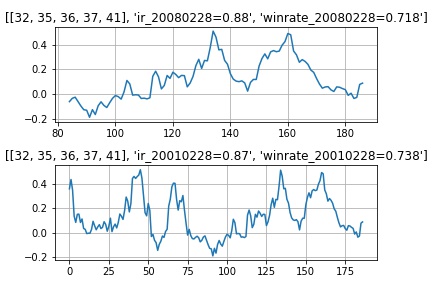 [[32, 35, 36, 37, 41], 'ir_20080228=0.88', 'winrate_20080228=0.718']
0.4
0.2
0.0
−0.2
80 100 120 140 160 180
[[32, 35, 36, 37, 41], 'ir_20010228=0.87', 'winrate_20010228=0.738']
0.4
0.2
0.0
−0.2
0 25 50 75 100 125 150 175